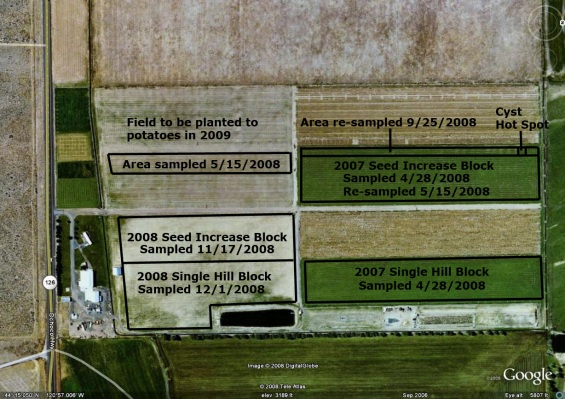 Field to be planted to
potatoes in 2009
Area re-sampled 9/25/2008
Cyst
Hot Spot
Area sampled 5/15/2008
2007 Seed Increase Block
Sampled 4/28/2008
Re-sampled 5/15/2008
2008 Seed Increase Block
Sampled 11/17/2008
2008 Single Hill Block
Sampled 12/1/2008
2007 Single Hill Block
Sampled 4/28/2008
126
Image © 2008 DigitalGlobe
© 2008 Tele Atlas
Google
120°57.006' W
elev 3189 ft
Sep 2006
Eye alt 5807 ft